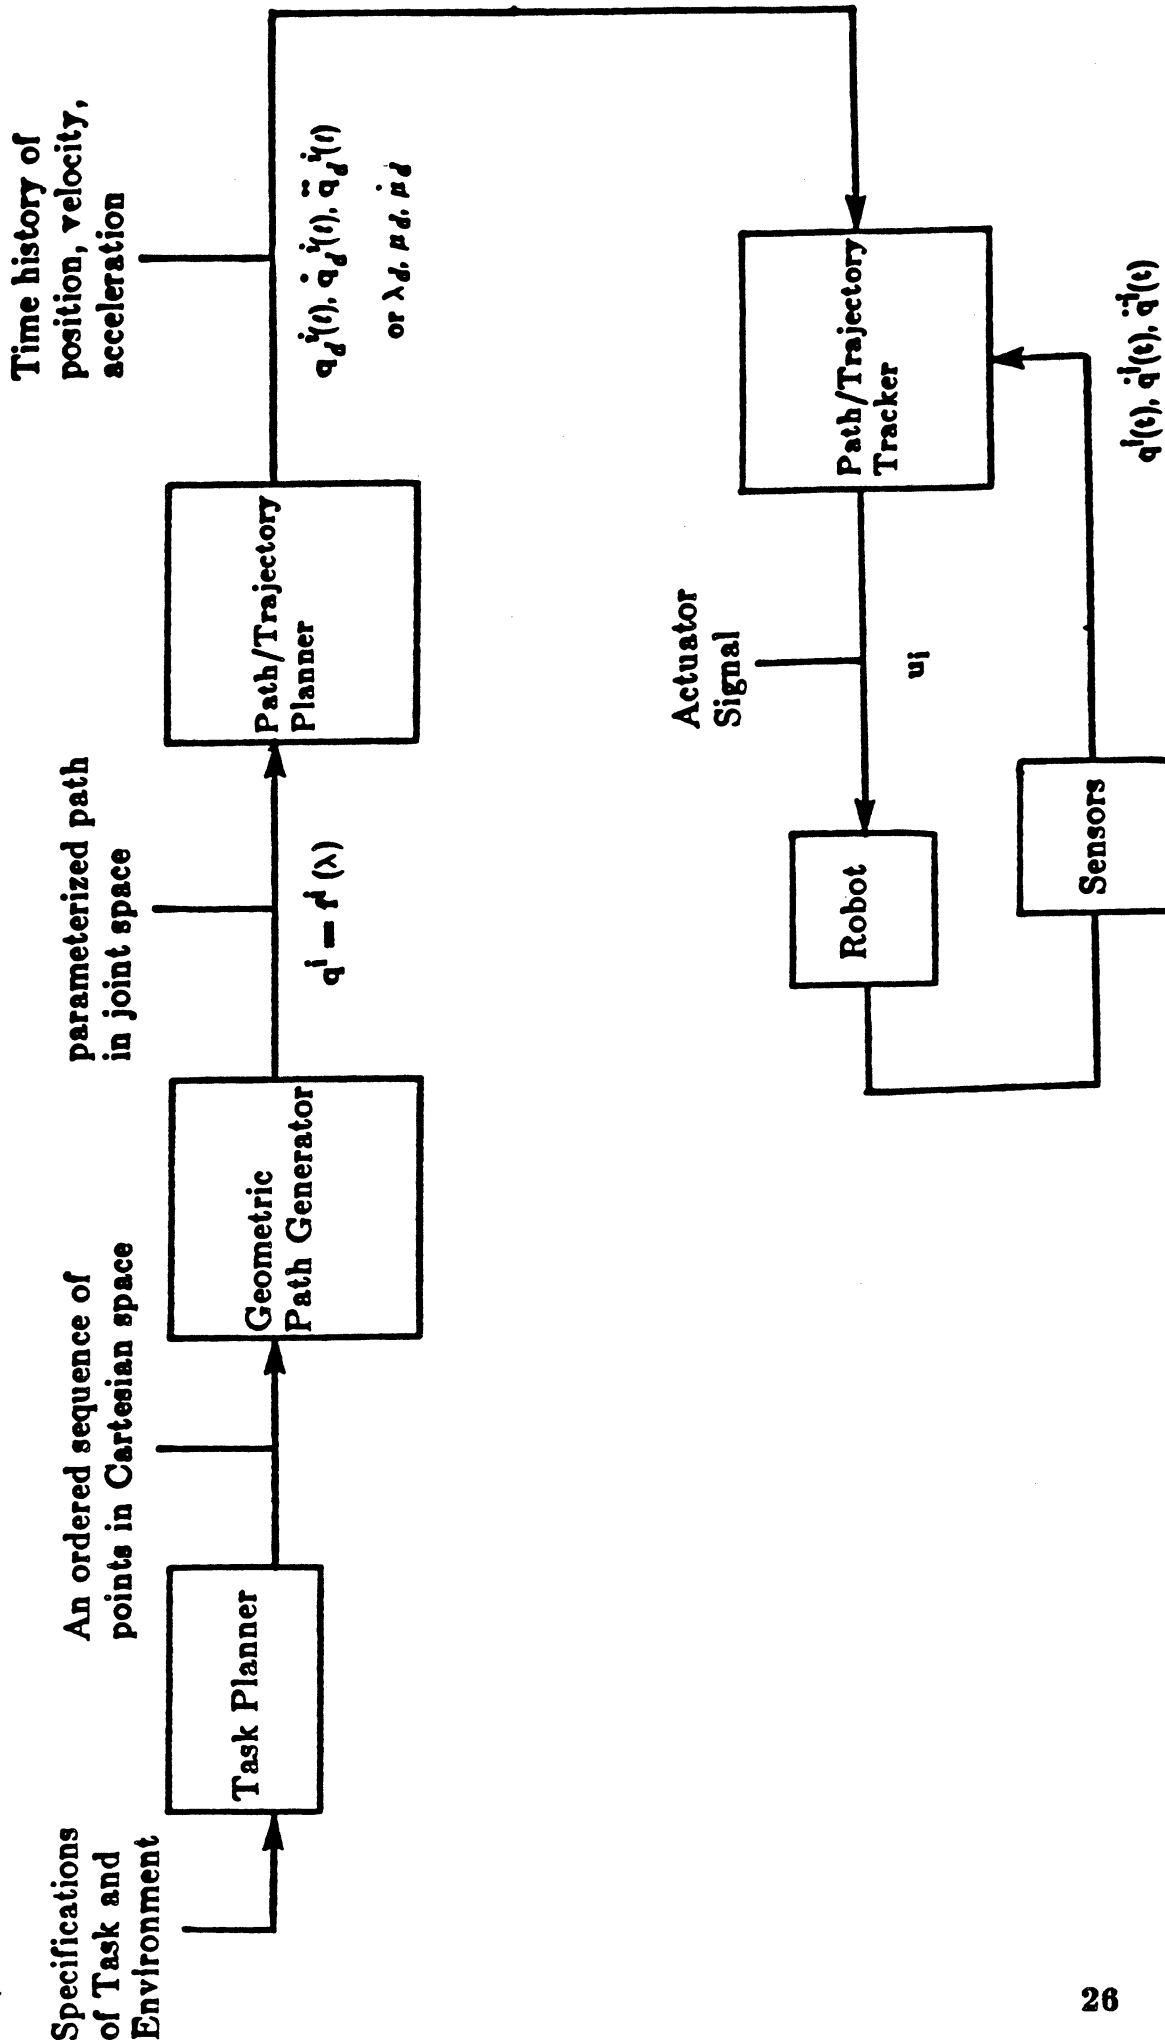 Specifications
of Task and
Environment
Task Planner
An ordered sequence of
points in Cartesian space
Geometric
Path Generator
parameterized path
in joint space
qⁱ = fⁱ (λ)
Path/Trajectory
Planner
Time history of
position, velocity,
acceleration
q_dⁱ(t), q̇_dⁱ(t), q̈_dⁱ(t)
or λ_d, μ_d, μ̇_d
Path/Trajectory
Tracker
Actuator
Signal
uᵢ
Robot
Sensors
qⁱ(t), q̇ⁱ(t), q̈ⁱ(t)
26